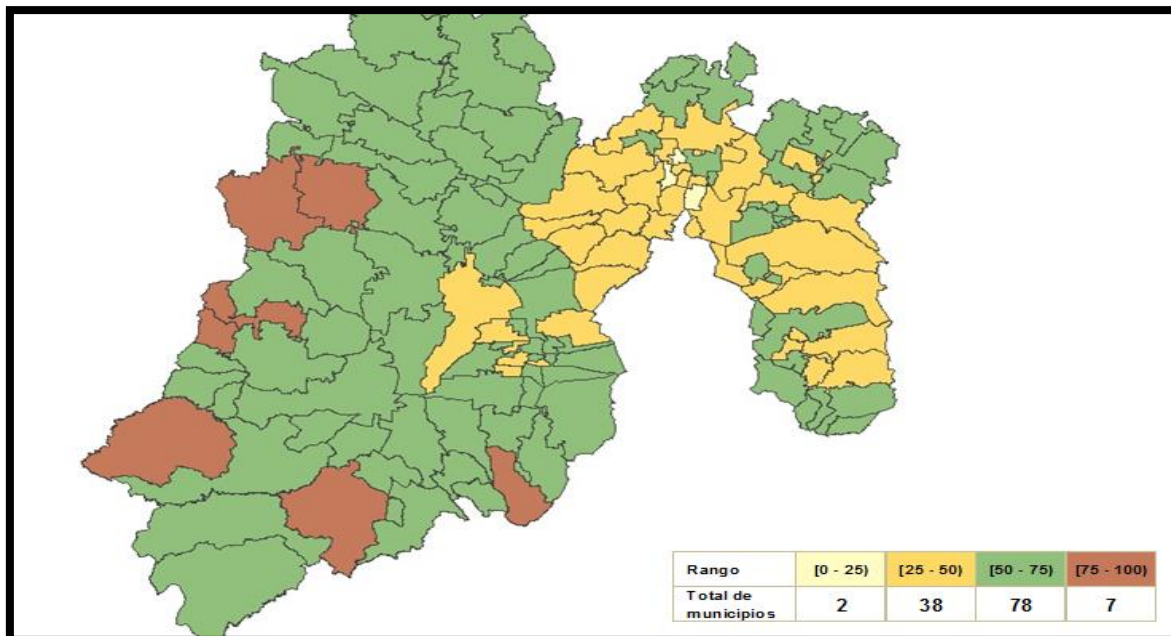 Rango [0 - 25) [25 - 50) [50 - 75) [75 - 100)
Total de municipios 2 38 78 7